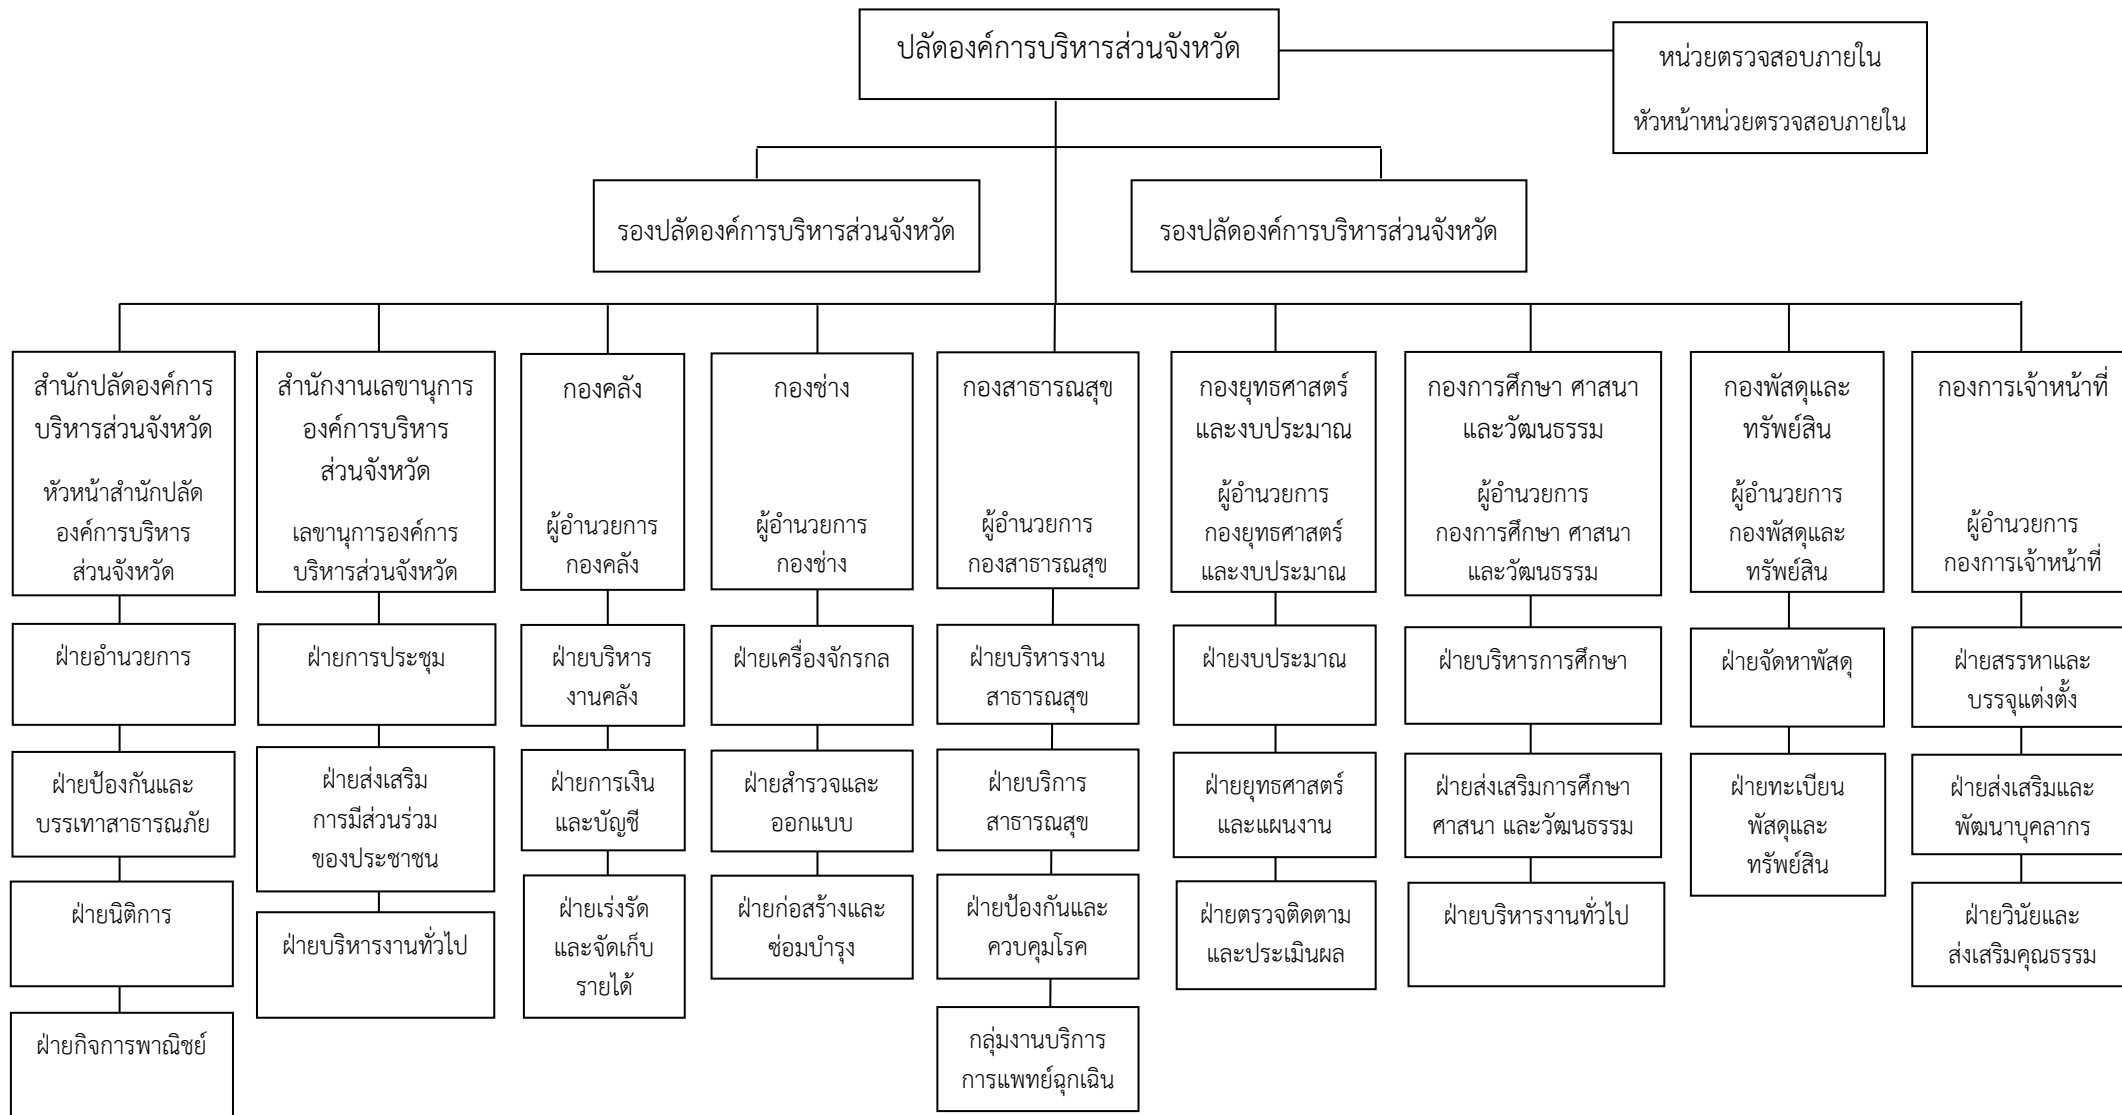 ปลัดองค์การบริหารส่วนจังหวัด
หน่วยตรวจสอบภายใน
หัวหน้าหน่วยตรวจสอบภายใน
รองปลัดองค์การบริหารส่วนจังหวัด
รองปลัดองค์การบริหารส่วนจังหวัด
สำนักปลัดองค์การ
บริหารส่วนจังหวัด
หัวหน้าสำนักปลัด
องค์การบริหาร
ส่วนจังหวัด
ฝ่ายอำนวยการ
ฝ่ายป้องกันและ
บรรเทาสาธารณภัย
ฝ่ายนิติการ
ฝ่ายกิจการพาณิชย์
สำนักงานเลขานุการ
องค์การบริหาร
ส่วนจังหวัด
เลขานุการองค์การ
บริหารส่วนจังหวัด
ฝ่ายการประชุม
ฝ่ายส่งเสริม
การมีส่วนร่วม
ของประชาชน
ฝ่ายบริหารงานทั่วไป
กองคลัง
ผู้อำนวยการ
กองคลัง
ฝ่ายบริหาร
งานคลัง
ฝ่ายการเงิน
และบัญชี
ฝ่ายเร่งรัด
และจัดเก็บ
รายได้
กองช่าง
ผู้อำนวยการ
กองช่าง
ฝ่ายเครื่องจักรกล
ฝ่ายสำรวจและ
ออกแบบ
ฝ่ายก่อสร้างและ
ซ่อมบำรุง
กองสาธารณสุข
ผู้อำนวยการ
กองสาธารณสุข
ฝ่ายบริหารงาน
สาธารณสุข
ฝ่ายบริการ
สาธารณสุข
ฝ่ายป้องกันและ
ควบคุมโรค
กลุ่มงานบริการ
การแพทย์ฉุกเฉิน
กองยุทธศาสตร์
และงบประมาณ
ผู้อำนวยการ
กองยุทธศาสตร์
และงบประมาณ
ฝ่ายงบประมาณ
ฝ่ายยุทธศาสตร์
และแผนงาน
ฝ่ายตรวจติดตาม
และประเมินผล
กองการศึกษา ศาสนา
และวัฒนธรรม
ผู้อำนวยการ
กองการศึกษา ศาสนา
และวัฒนธรรม
ฝ่ายบริหารการศึกษา
ฝ่ายส่งเสริมการศึกษา
ศาสนา และวัฒนธรรม
ฝ่ายบริหารงานทั่วไป
กองพัสดุและ
ทรัพย์สิน
ผู้อำนวยการ
กองพัสดุและ
ทรัพย์สิน
ฝ่ายจัดหาพัสดุ
ฝ่ายทะเบียน
พัสดุและ
ทรัพย์สิน
กองการเจ้าหน้าที่
ผู้อำนวยการ
กองการเจ้าหน้าที่
ฝ่ายสรรหาและ
บรรจุแต่งตั้ง
ฝ่ายส่งเสริมและ
พัฒนาบุคลากร
ฝ่ายวินัยและ
ส่งเสริมคุณธรรม